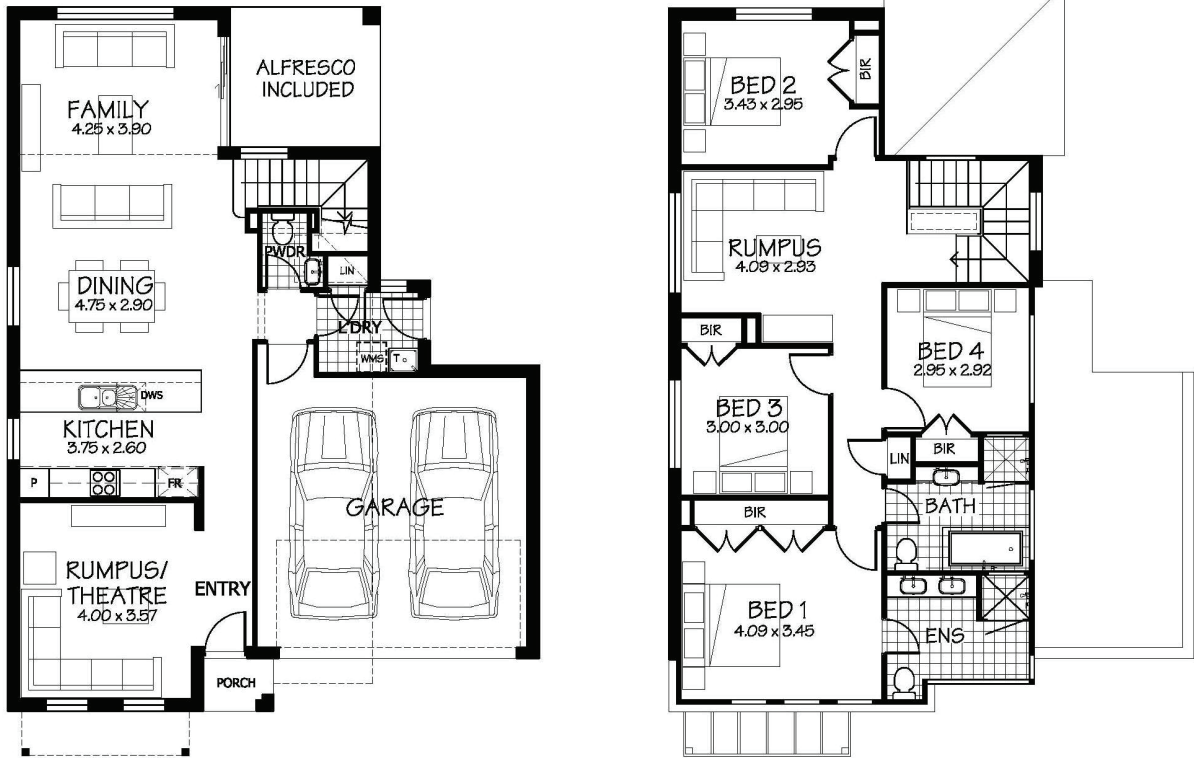 ALFRESCO
INCLUDED
FAMILY
4.25 x 3.90
PWDR
LIN
DINING
4.75 x 2.90
L'DRY
WMS
T
DWS
KITCHEN
3.75 x 2.60
P
FR
GARAGE
RUMPUS/
THEATRE
4.00 x 3.57
ENTRY
PORCH
BED 2
3.43 x 2.95
BIR
RUMPUS
4.09 x 2.93
BIR
BED 4
2.95 x 2.92
BED 3
3.00 x 3.00
LIN
BIR
BIR
BATH
BED 1
4.09 x 3.45
ENS